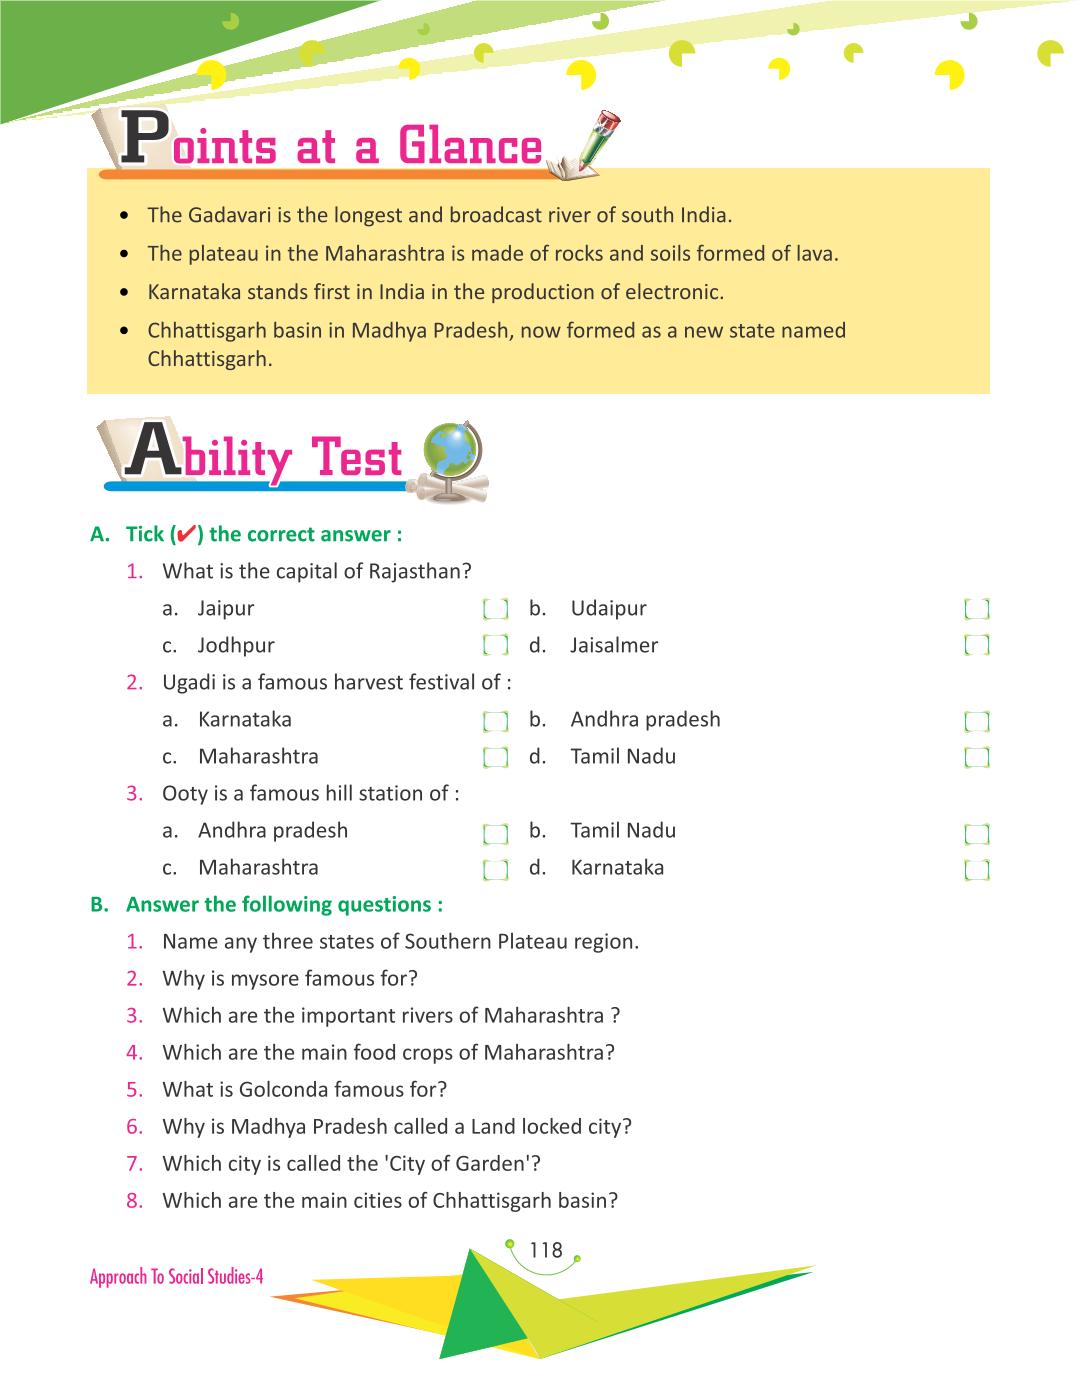 Points at a Glance
• The Gadavari is the longest and broadcast river of south India.
• The plateau in the Maharashtra is made of rocks and soils formed of lava.
• Karnataka stands first in India in the production of electronic.
• Chhattisgarh basin in Madhya Pradesh, now formed as a new state named
Chhattisgarh.
Ability Test
A. Tick (✔) the correct answer :
1. What is the capital of Rajasthan?
a. Jaipur b. Udaipur
c. Jodhpur d. Jaisalmer
2. Ugadi is a famous harvest festival of :
a. Karnataka b. Andhra pradesh
c. Maharashtra d. Tamil Nadu
3. Ooty is a famous hill station of :
a. Andhra pradesh b. Tamil Nadu
c. Maharashtra d. Karnataka
B. Answer the following questions :
1. Name any three states of Southern Plateau region.
2. Why is mysore famous for?
3. Which are the important rivers of Maharashtra ?
4. Which are the main food crops of Maharashtra?
5. What is Golconda famous for?
6. Why is Madhya Pradesh called a Land locked city?
7. Which city is called the 'City of Garden'?
8. Which are the main cities of Chhattisgarh basin?
118
Approach To Social Studies-4